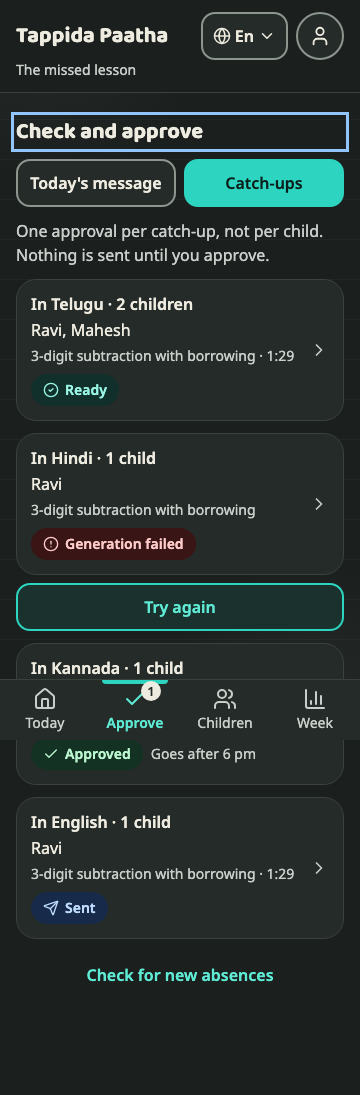 Tappida Paatha
En
The missed lesson
Check and approve
Today's message
Catch-ups
One approval per catch-up, not per child.
Nothing is sent until you approve.
In Telugu · 2 children
Ravi, Mahesh
3-digit subtraction with borrowing · 1:29
Ready
In Hindi · 1 child
Ravi
3-digit subtraction with borrowing
Generation failed
Try again
In Kannada · 1 child
1
Today
Approve
Children
Week
Approved
Goes after 6 pm
In English · 1 child
Ravi
3-digit subtraction with borrowing · 1:29
Sent
Check for new absences